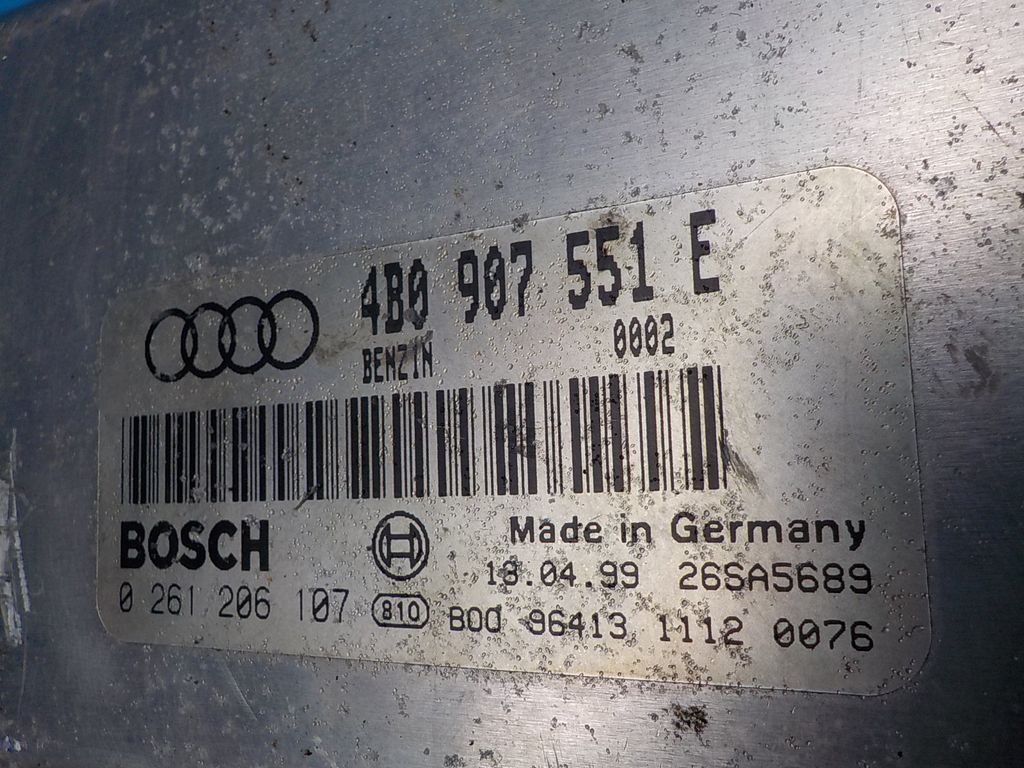 4B0 907 551 E
BENZIN 0002
BOSCH
Made in Germany
13.04.99 26SA5689
0 261 206 107 810 B00 96413 1112 0076